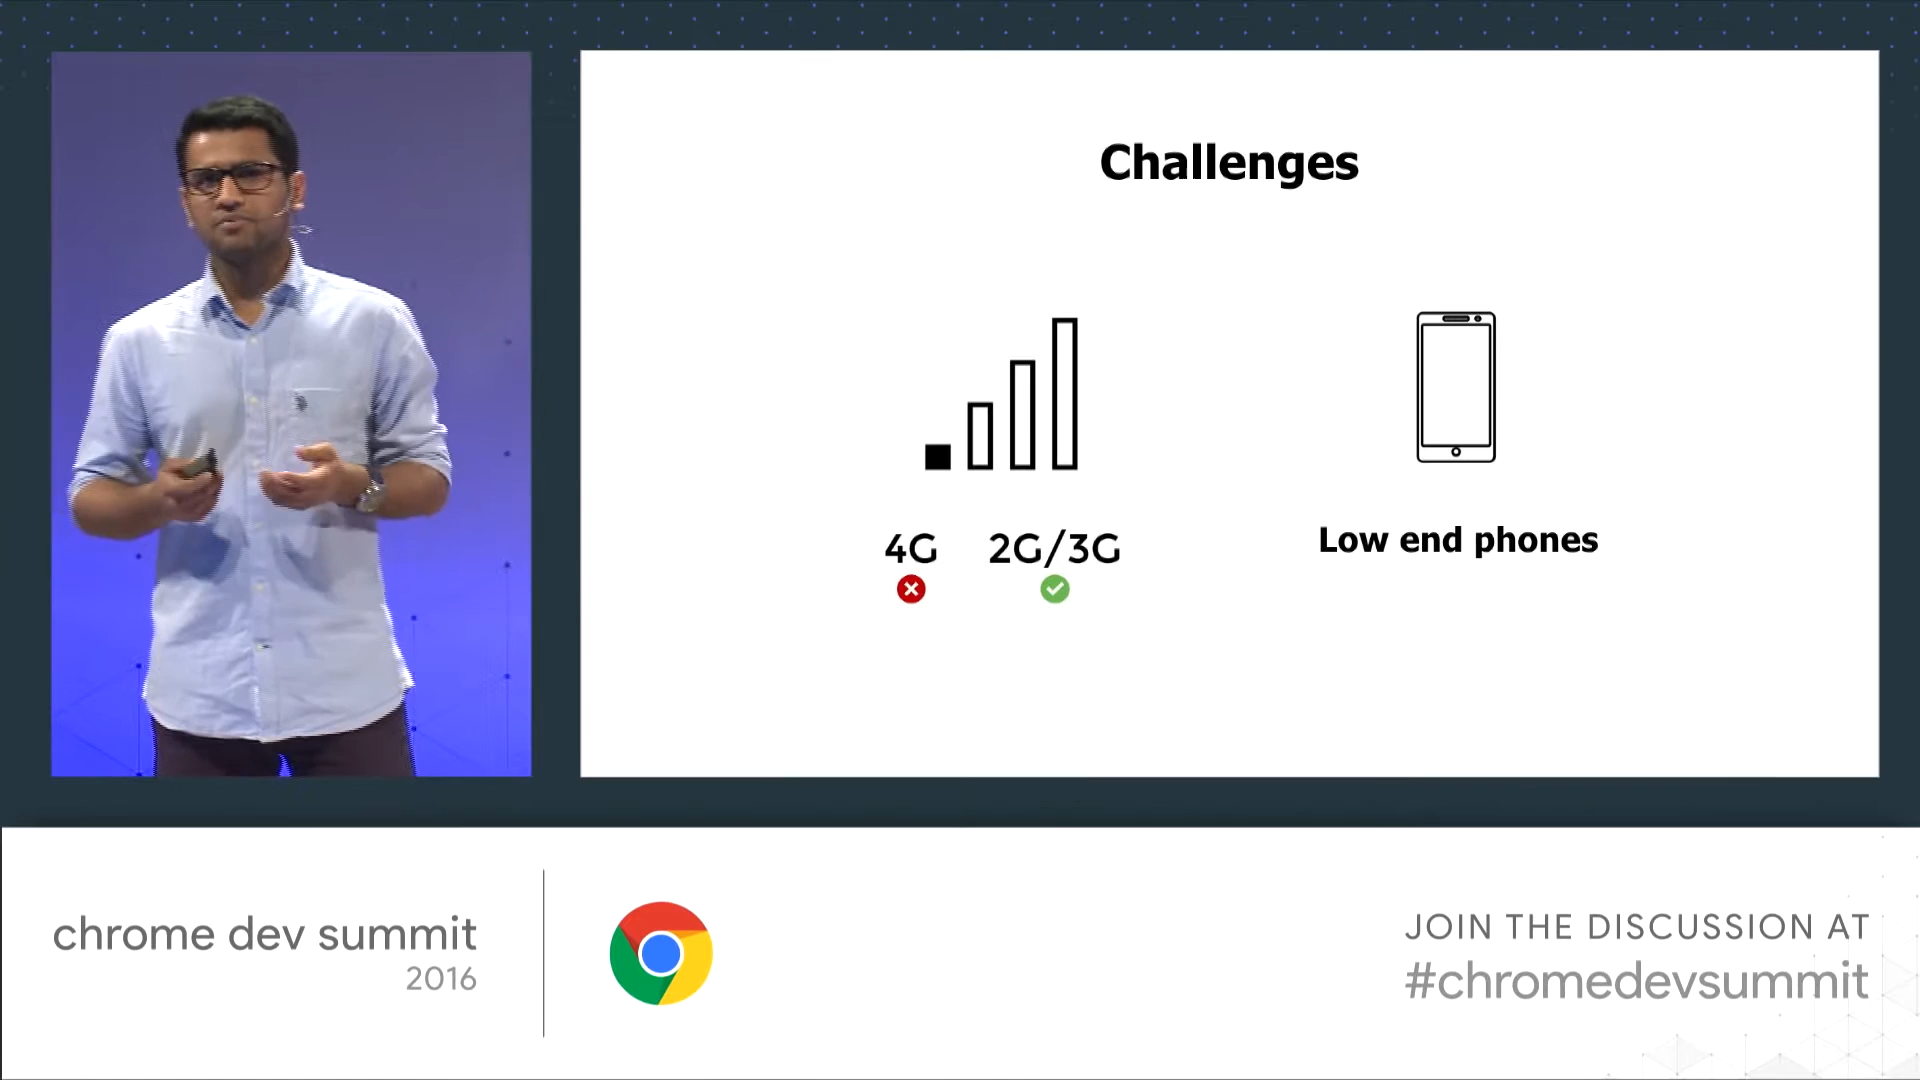 Challenges
4G 2G/3G
Low end phones
chrome dev summit
2016
JOIN THE DISCUSSION AT
#chromedevsummit